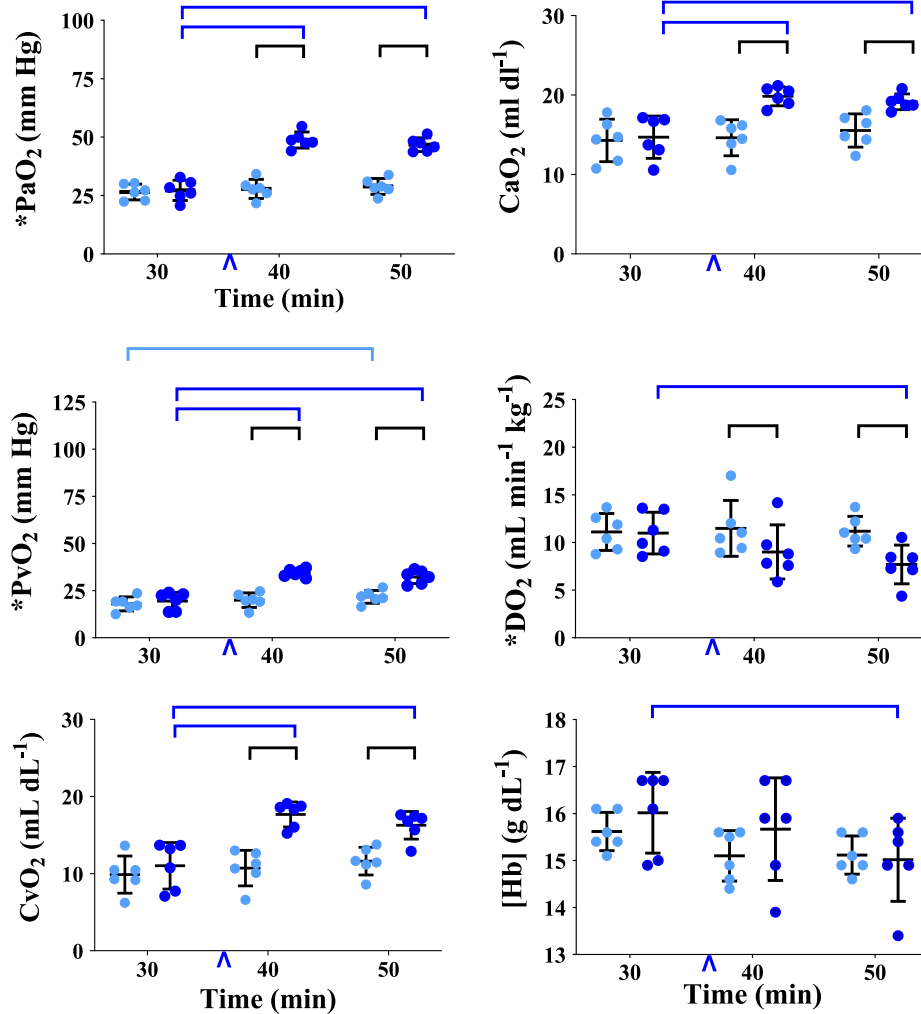 *PaO2 (mm Hg)
100
75
50
25
0
30 40 50
Time (min)
CaO2 (ml dl-1)
30
20
10
0
30 40 50
*PvO2 (mm Hg)
125
100
75
50
25
0
30 40 50
*DO2 (mL min-1 kg-1)
25
20
15
10
5
0
30 40 50
CvO2 (mL dL-1)
30
20
10
0
30 40 50
Time (min)
[Hb] (g dL-1)
18
17
16
15
14
13
30 40 50
Time (min)